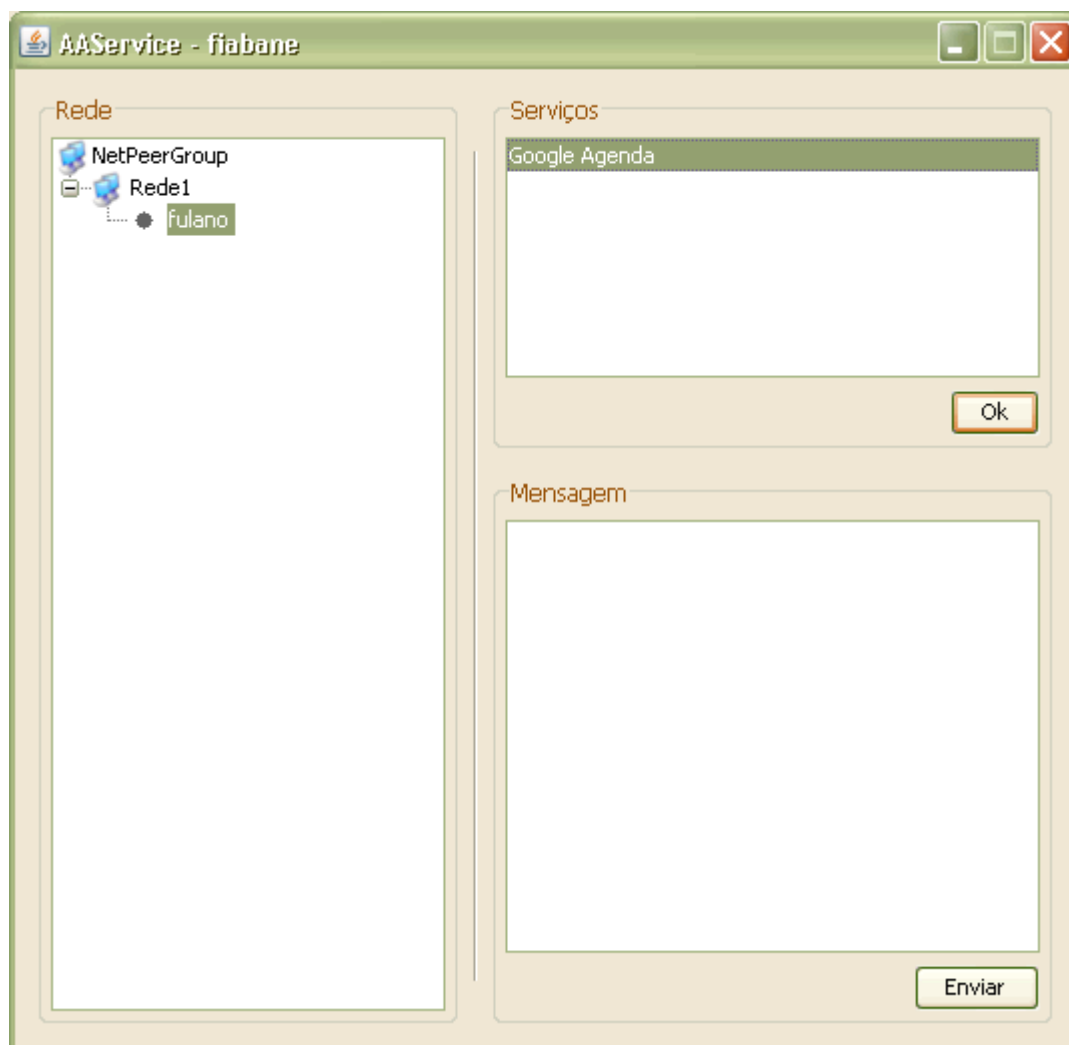 AAService - fiabane
Rede
NetPeerGroup
Rede1
fulano
Serviços
Google Agenda
Ok
Mensagem
Enviar